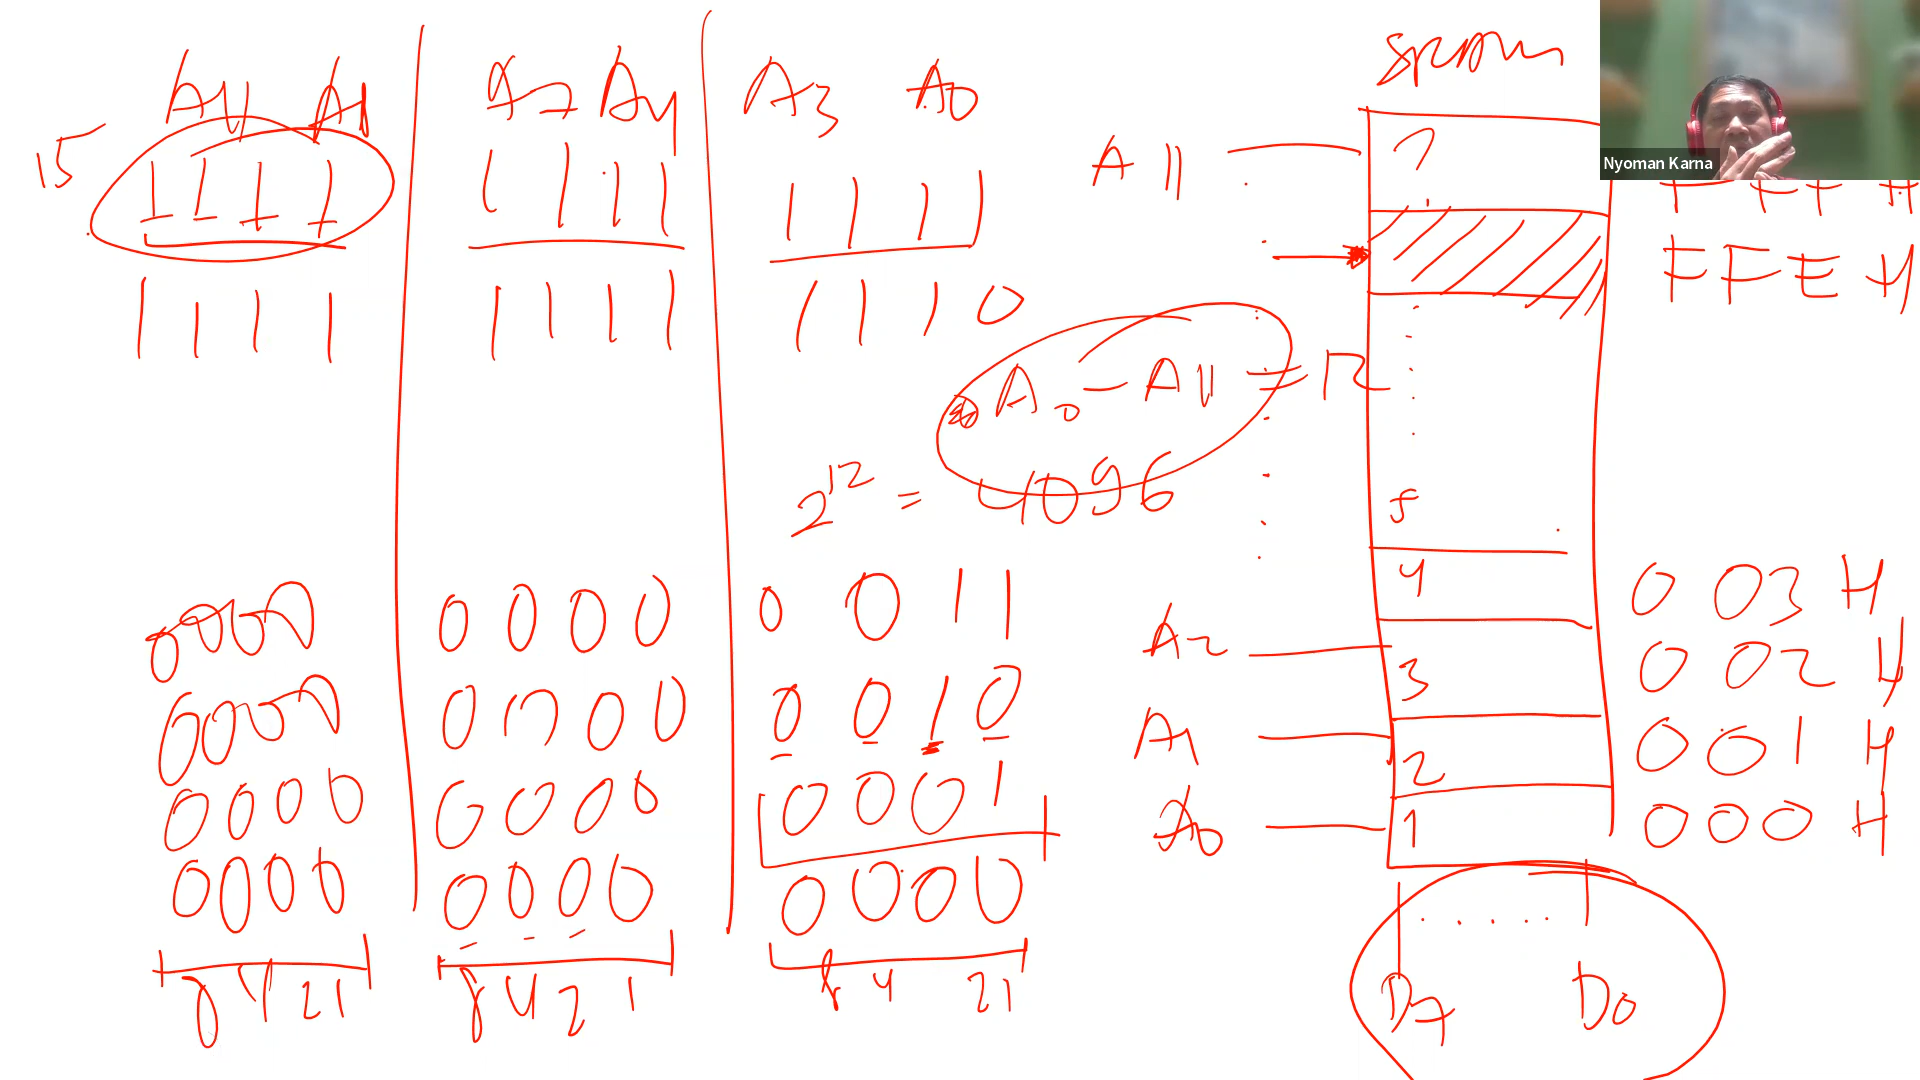 A11 A8 A7 A4 A3 A0 SRAM
15 1111 1111 1111 A11 ? FFFH
Nyoman Karna
1111 1111 1110 FFEH
A0 - A11 = 12
2^12 = 4096
5
0000 0000 0011 4 003H
0000 0000 0010 A2 3 002H
0000 0000 0001 A1 2 001H
0000 0000 0000 A0 1 000H
8421 8421 8421 D7 ...... D0